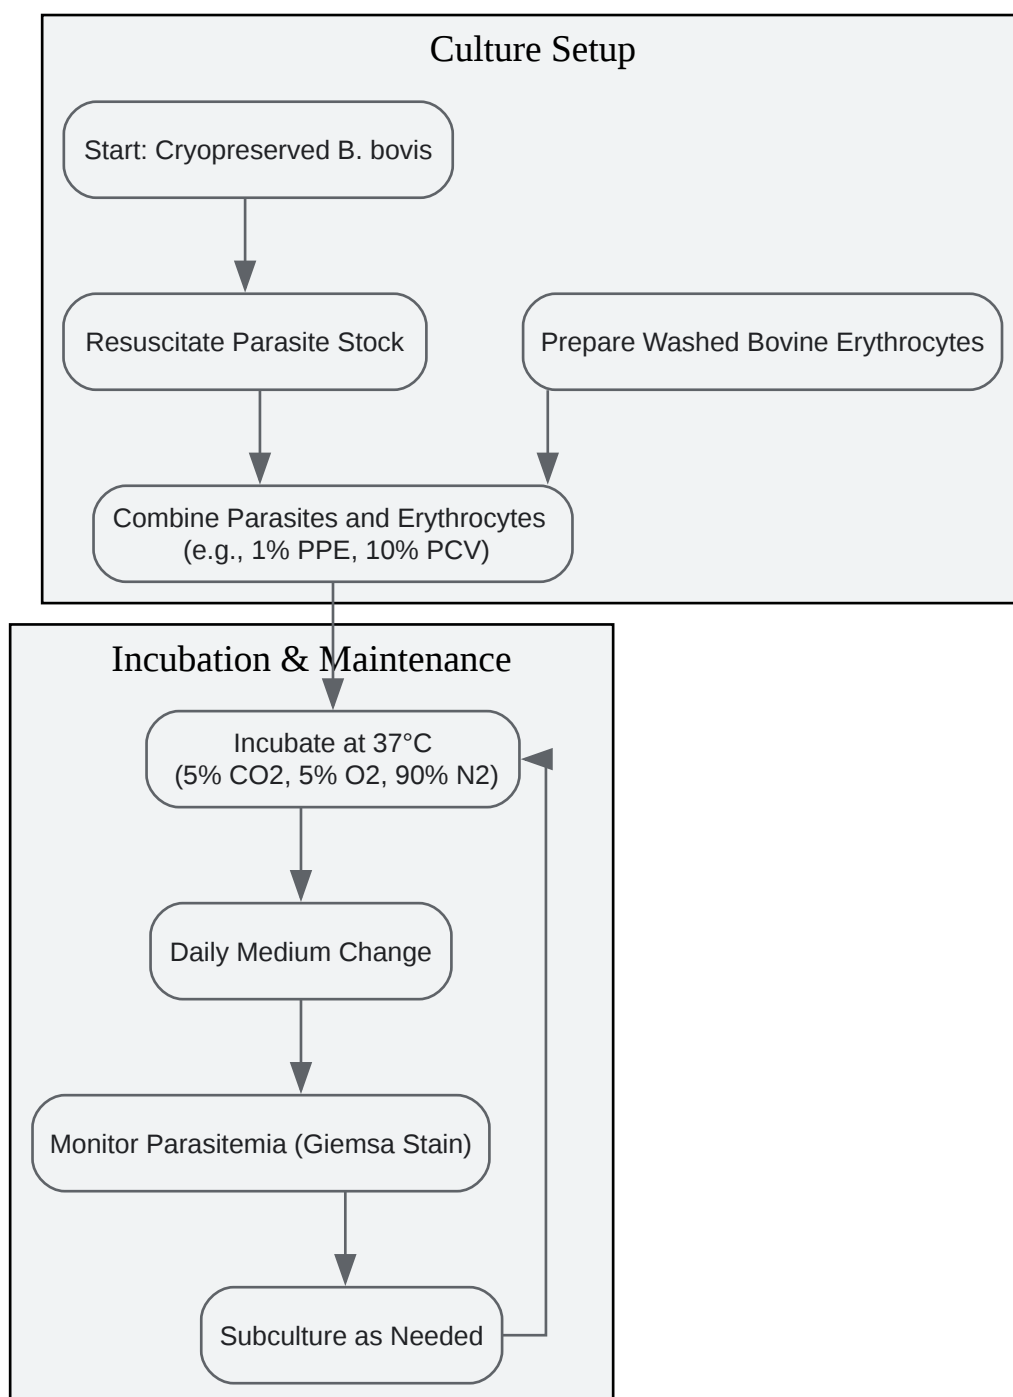 Culture Setup
Start: Cryopreserved B. bovis
Resuscitate Parasite Stock
Prepare Washed Bovine Erythrocytes
Combine Parasites and Erythrocytes
(e.g., 1% PPE, 10% PCV)
Incubation & Maintenance
Incubate at 37°C
(5% CO2, 5% O2, 90% N2)
Daily Medium Change
Monitor Parasitemia (Giemsa Stain)
Subculture as Needed